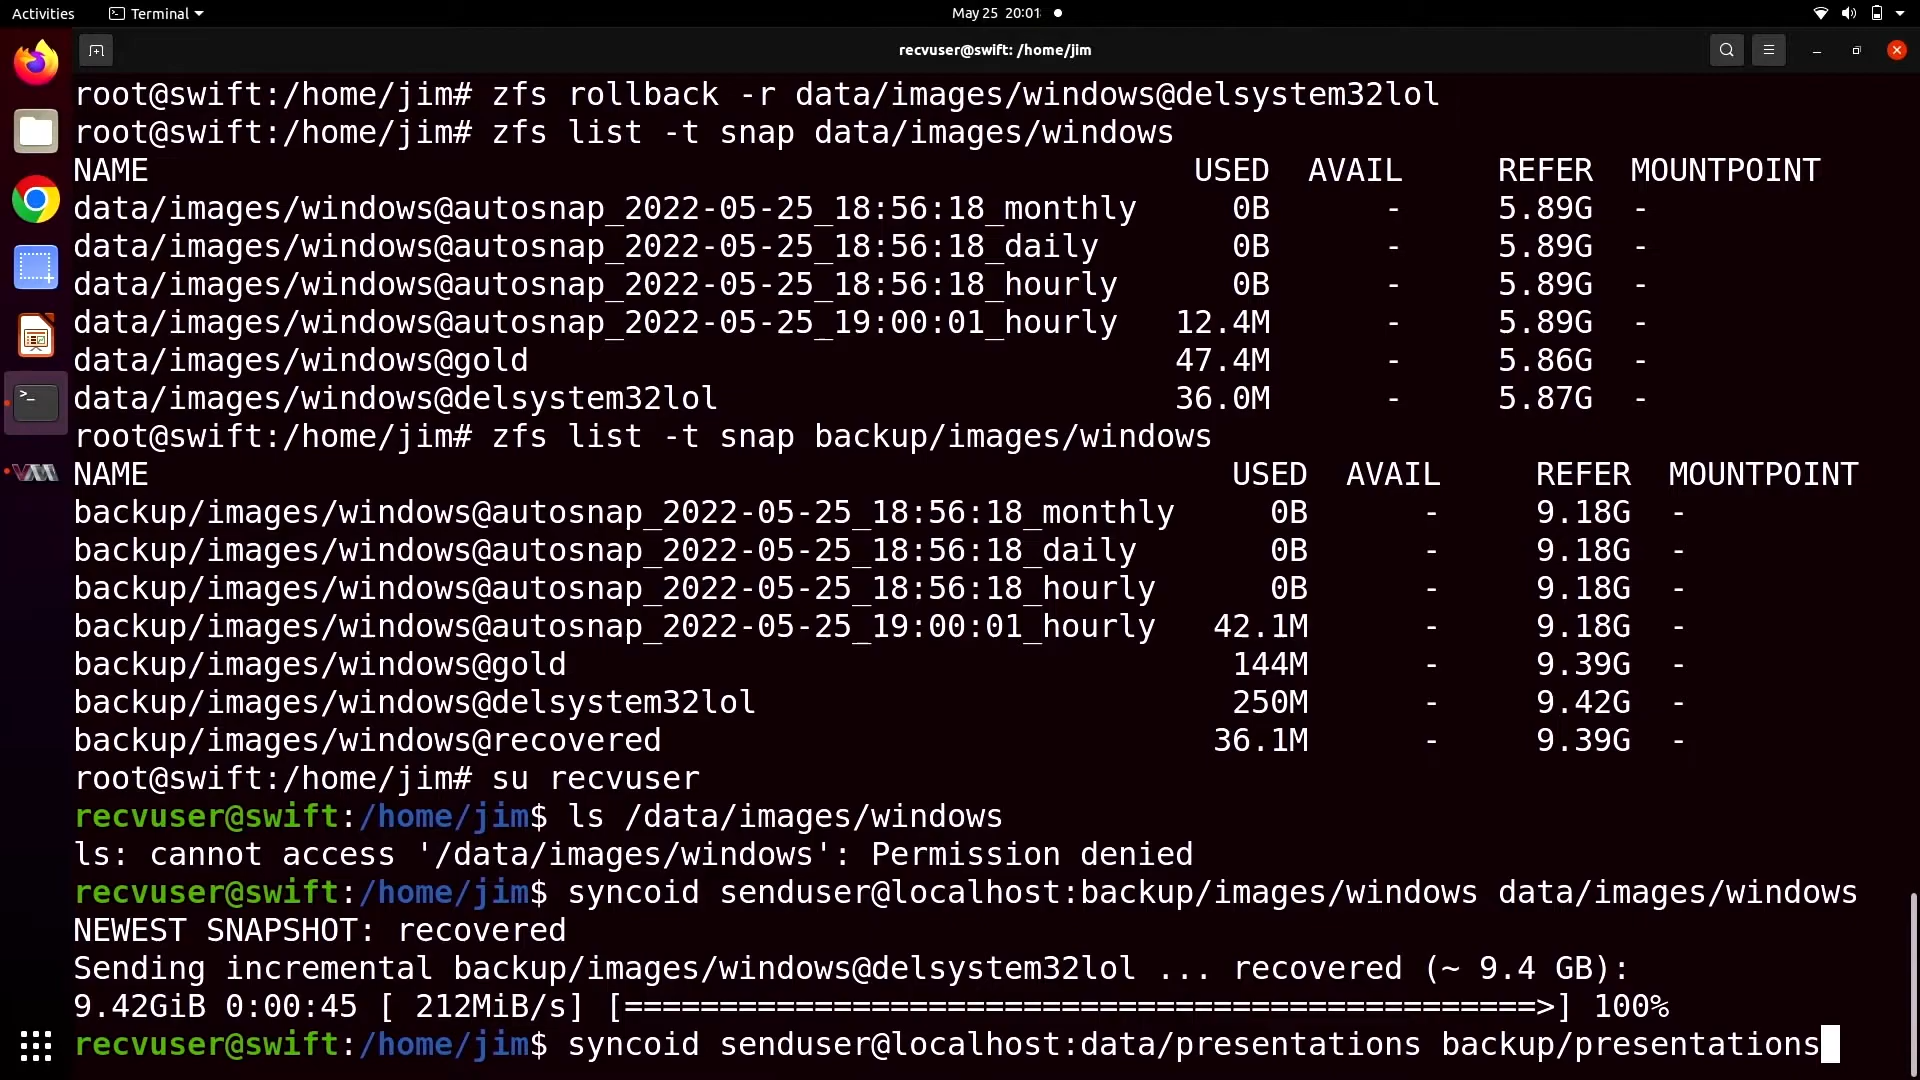 Activities Terminal May 25 20:01
recvuser@swift: /home/jim
root@swift:/home/jim# zfs rollback -r data/images/windows@delsystem32lol
root@swift:/home/jim# zfs list -t snap data/images/windows
NAME USED AVAIL REFER MOUNTPOINT
data/images/windows@autosnap_2022-05-25_18:56:18_monthly 0B - 5.89G -
data/images/windows@autosnap_2022-05-25_18:56:18_daily 0B - 5.89G -
data/images/windows@autosnap_2022-05-25_18:56:18_hourly 0B - 5.89G -
data/images/windows@autosnap_2022-05-25_19:00:01_hourly 12.4M - 5.89G -
data/images/windows@gold 47.4M - 5.86G -
data/images/windows@delsystem32lol 36.0M - 5.87G -
root@swift:/home/jim# zfs list -t snap backup/images/windows
NAME USED AVAIL REFER MOUNTPOINT
backup/images/windows@autosnap_2022-05-25_18:56:18_monthly 0B - 9.18G -
backup/images/windows@autosnap_2022-05-25_18:56:18_daily 0B - 9.18G -
backup/images/windows@autosnap_2022-05-25_18:56:18_hourly 0B - 9.18G -
backup/images/windows@autosnap_2022-05-25_19:00:01_hourly 42.1M - 9.18G -
backup/images/windows@gold 144M - 9.39G -
backup/images/windows@delsystem32lol 250M - 9.42G -
backup/images/windows@recovered 36.1M - 9.39G -
root@swift:/home/jim# su recvuser
recvuser@swift:/home/jim$ ls /data/images/windows
ls: cannot access '/data/images/windows': Permission denied
recvuser@swift:/home/jim$ syncoid senduser@localhost:backup/images/windows data/images/windows
NEWEST SNAPSHOT: recovered
Sending incremental backup/images/windows@delsystem32lol ... recovered (~ 9.4 GB):
9.42GiB 0:00:45 [ 212MiB/s] [================================================>] 100%
recvuser@swift:/home/jim$ syncoid senduser@localhost:data/presentations backup/presentations